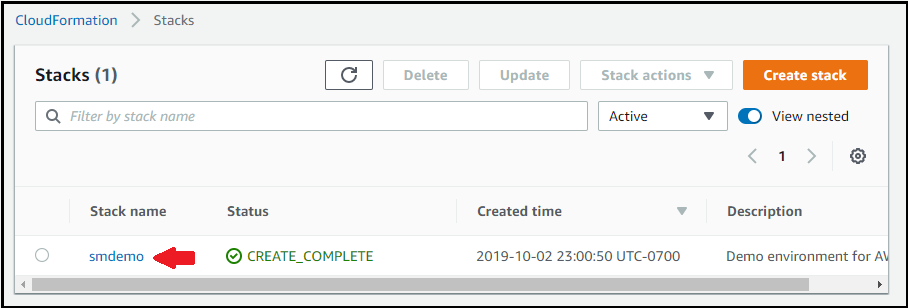 CloudFormation > Stacks
Stacks (1)
Delete
Update
Stack actions
Create stack
Filter by stack name
Active
View nested
1
Stack name Status Created time Description
smdemo CREATE_COMPLETE 2019-10-02 23:00:50 UTC-0700 Demo environment for